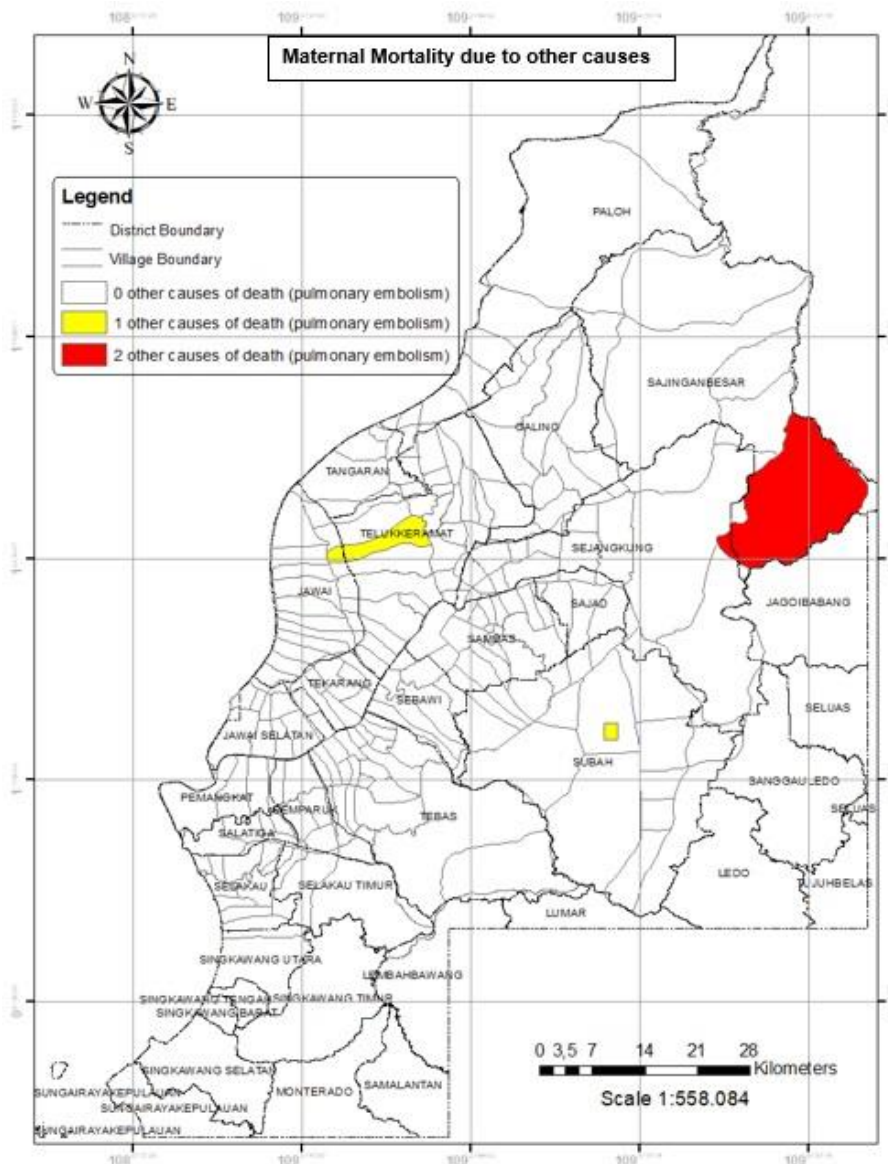 Maternal Mortality due to other causes
N
W E
S
Legend
District Boundary
Village Boundary
0 other causes of death (pulmonary embolism)
1 other causes of death (pulmonary embolism)
2 other causes of death (pulmonary embolism)
PALOH
SAJINGANBESAR
GALING
TANGARAN
TELUKKERAMAT
SEJANGKUNG
JAWAI
SAJAD
JAGOIBABANG
SAMBAS
TEKARANG
SEBAWI
SELUAS
JAWAI SELATAN
SUBAH
SANGGAULEDO
PEMANGKAT
SEMPARUK
TEBAS
SELUAS
SALATIGA
LEDO
SELAKAU
SELAKAU TIMUR
TUJUHBELAS
LUMAR
SINGKAWANG UTARA
LEMBAHBAWANG
SINGKAWANG TENGAH
SINGKAWANG TIMUR
SINGKAWANG BARAT
SINGKAWANG SELATAN
MONTERADO
SAMALANTAN
SUNGAIRAYAKEPULAUAN
SUNGAIRAYAKEPULAUAN
SUNGAIRAYAKEPULAUAN
0 3,5 7 14 21 28
Kilometers
Scale 1:558.084